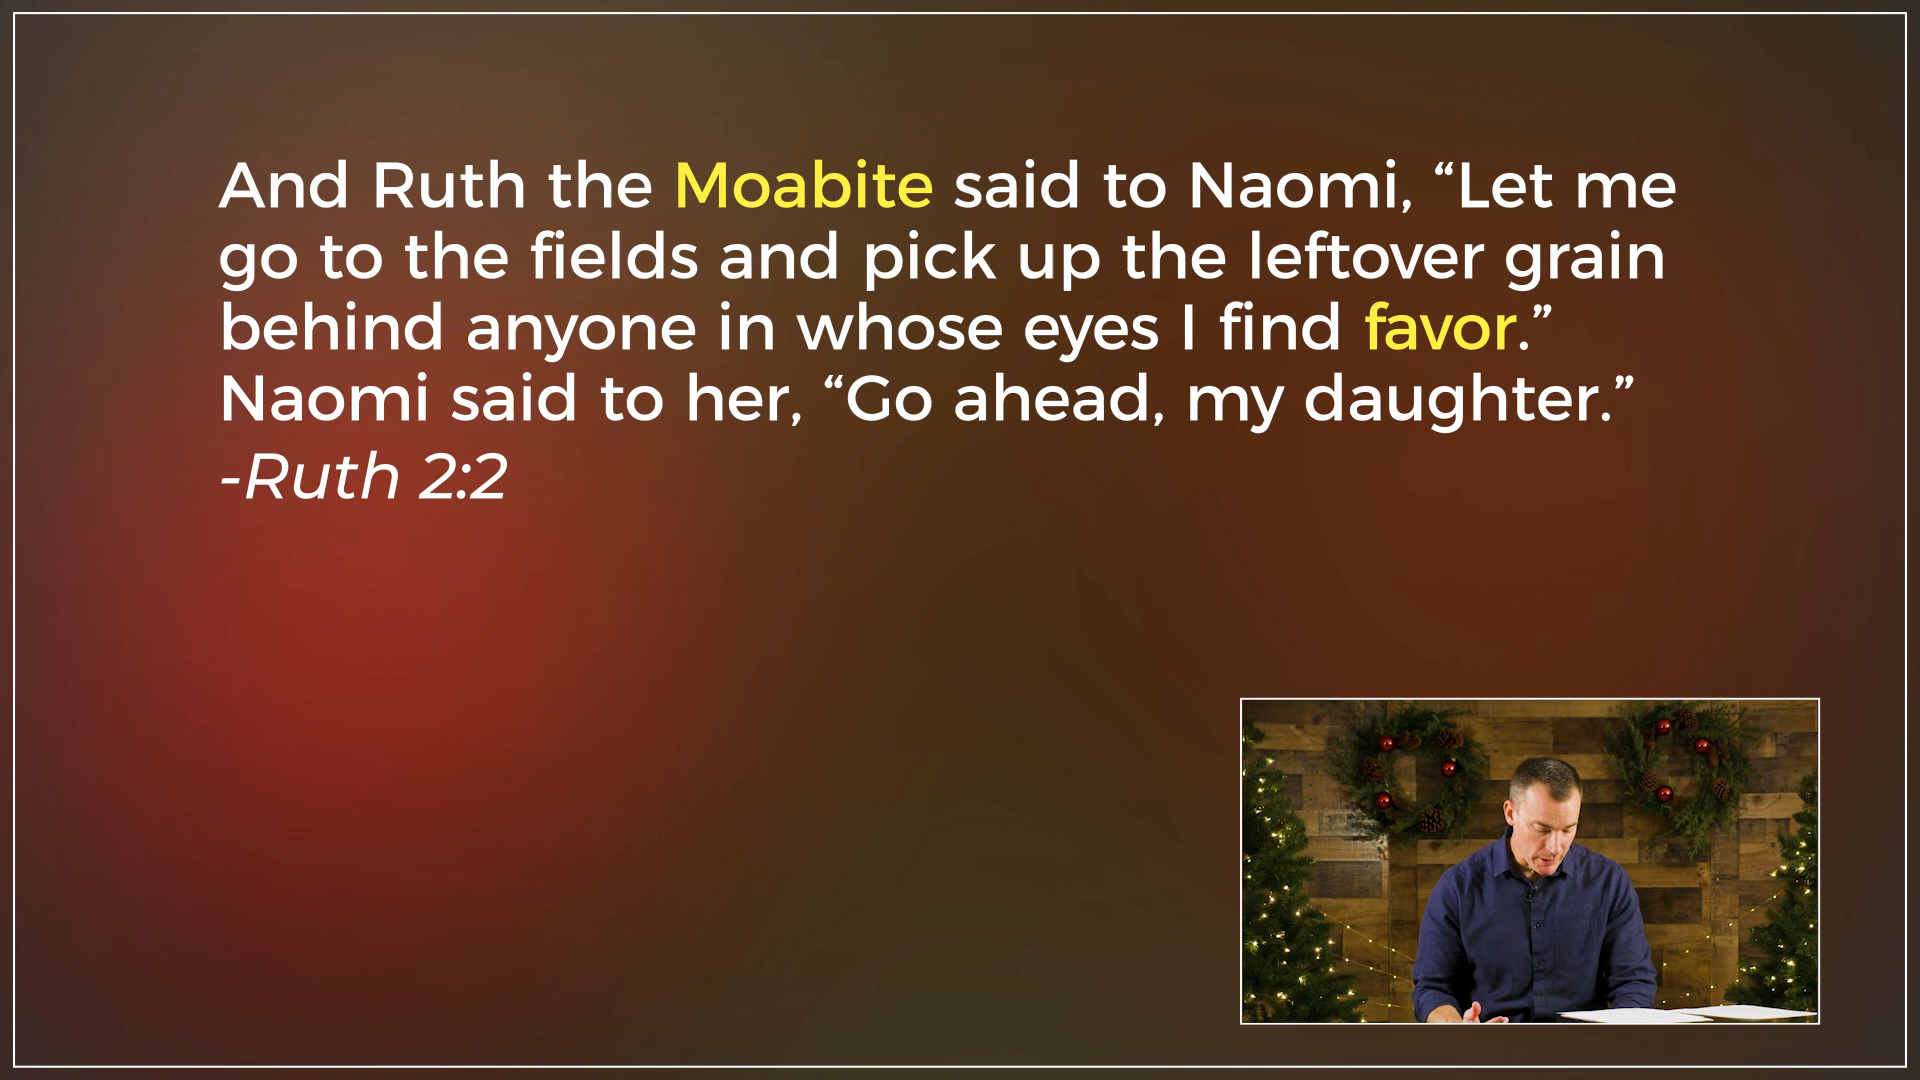 And Ruth the Moabite said to Naomi, “Let me
go to the fields and pick up the leftover grain
behind anyone in whose eyes I find favor.”
Naomi said to her, “Go ahead, my daughter.”
-Ruth 2:2